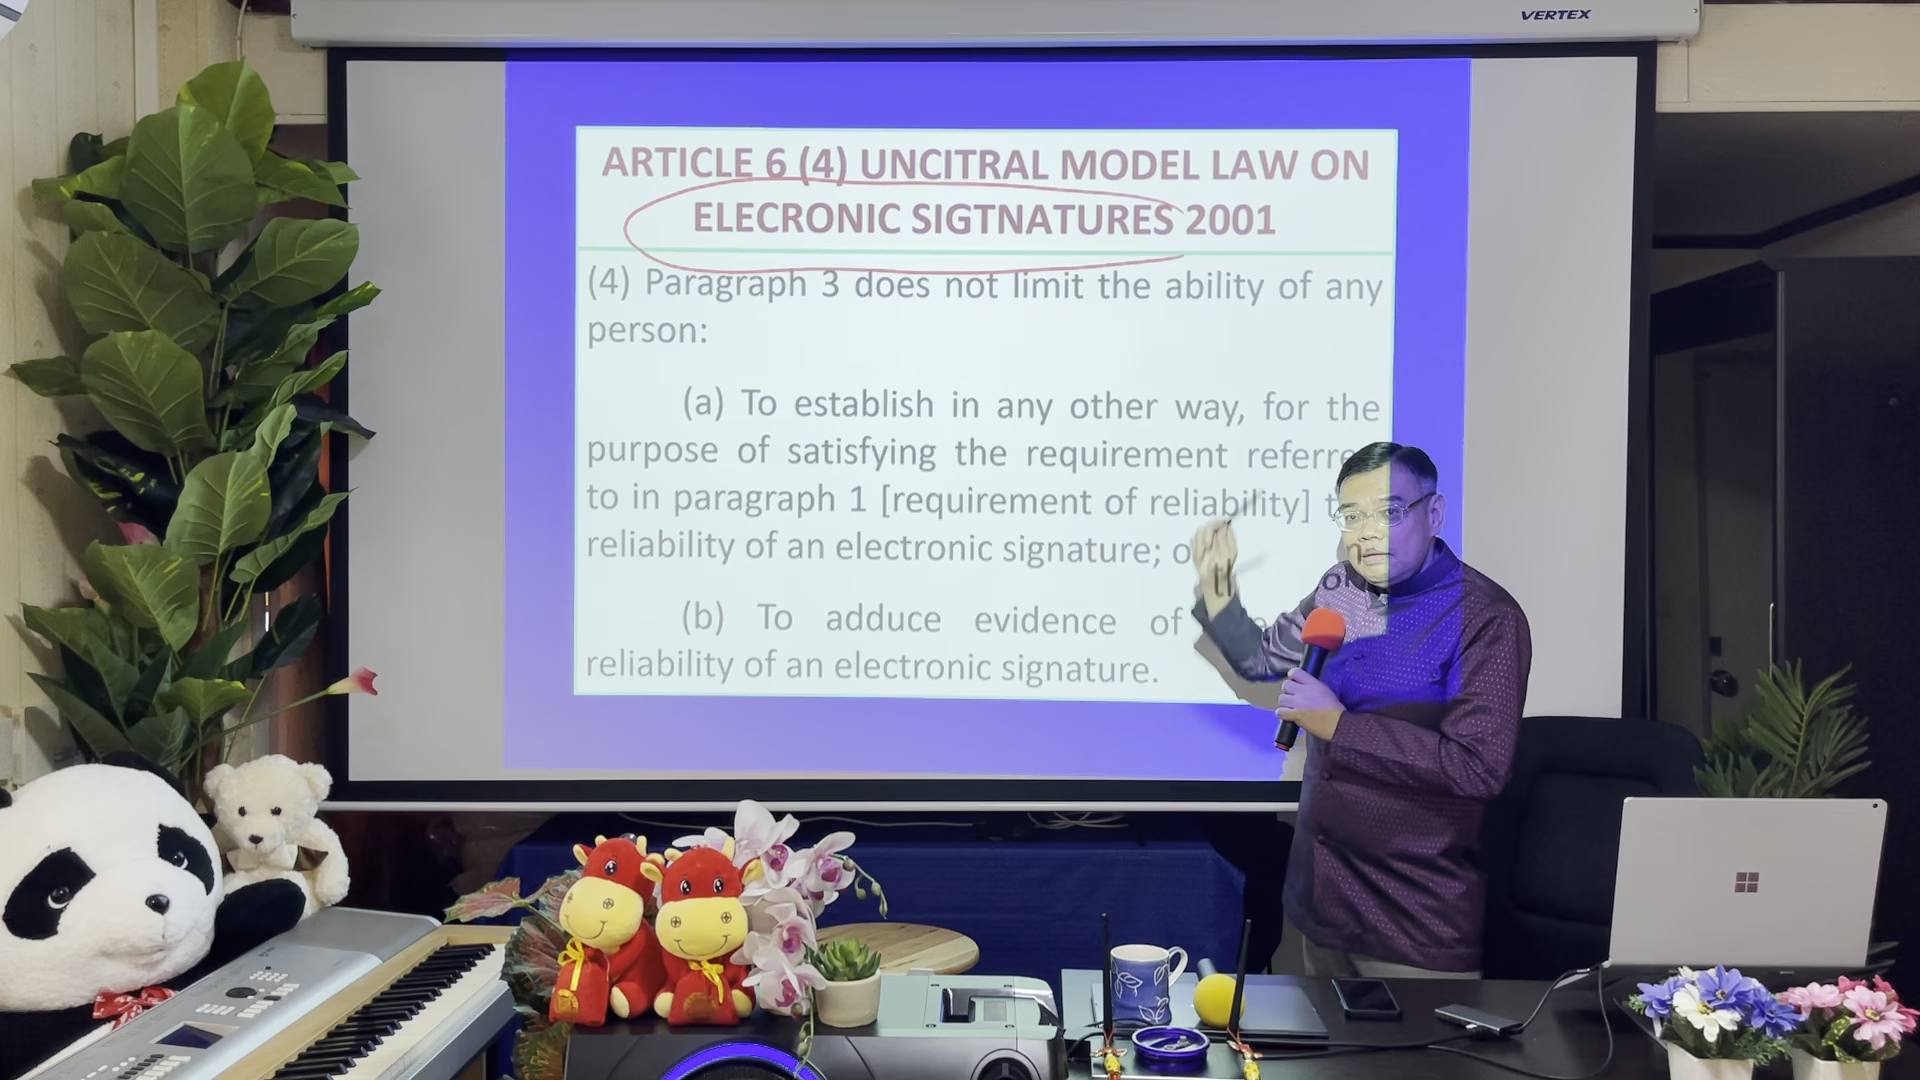 VERTEX
ARTICLE 6 (4) UNCITRAL MODEL LAW ON
ELECRONIC SIGTNATURES 2001
(4) Paragraph 3 does not limit the ability of any
person:
(a) To establish in any other way, for the
purpose of satisfying the requirement
to in paragraph 1 [requirement of reliability]
reliability of an electronic signature;
(b) To adduce evidence of
reliability of an electronic signature.